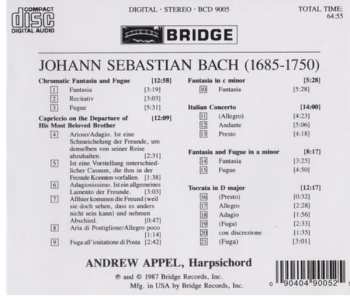 COMPACT
disc
DIGITAL AUDIO
DIGITAL · STEREO · BCD 9005
TOTAL TIME:
64:55
BRIDGE
JOHANN SEBASTIAN BACH (1685-1750)
Chromatic Fantasia and Fugue [12:58]
1 Fantasia [3:19]
2 Recitativ [3:03]
3 Fugue [5:31]
Capriccio on the Departure of
His Most Beloved Brother [12:09]
4 Arioso/Adagio. Ist eine
Schmeichelung der Freunde, um
denselben von seiner Reise
abzuhalten. [2:31]
5 Ist eine Vorstellung unterschied-
licher Casuum, die ihm in der
Freunde Konnten vorfallen. [1:38]
6 Adagiosissimo. Ist ein allgemeines
Lamento der Freunde. [3:03]
7 Allhier kommen die Freund (weil
sie doch sehen, dass es anders
nicht sein kann) und nehmen
Abschied. [0:47]
8 Aria di Postiglione/Allegro poco
[1:14]
9 Fuga all'imitatione di Posta [2:42]
Fantasia in c minor [5:28]
10 Fantasia [5:28]
Italian Concerto [14:00]
11 (Allegro) [4:23]
12 Andante [5:06]
13 Presto [4:18]
Fantasia and Fugue in a minor [8:17]
14 Fantasia [3:25]
15 Fugue [4:50]
Toccata in D major [12:17]
16 (Presto) [0:32]
17 Allegro [2:28]
18 Adagio [1:56]
19 (Fuga) [3:01]
20 con discrezione [1:35]
21 (Fuga) [2:39]
ANDREW APPEL, Harpsichord
℗ and © 1987 Bridge Records, Inc.
Mfg. in USA by Bridge Records, Inc.
0 90404 90052